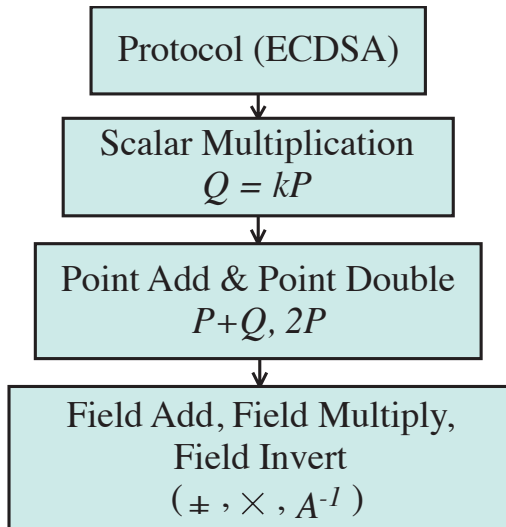 Protocol (ECDSA)
Scalar Multiplication
Q = kP
Point Add & Point Double
P+Q, 2P
Field Add, Field Multiply,
Field Invert
( ∓ , × , A⁻¹ )